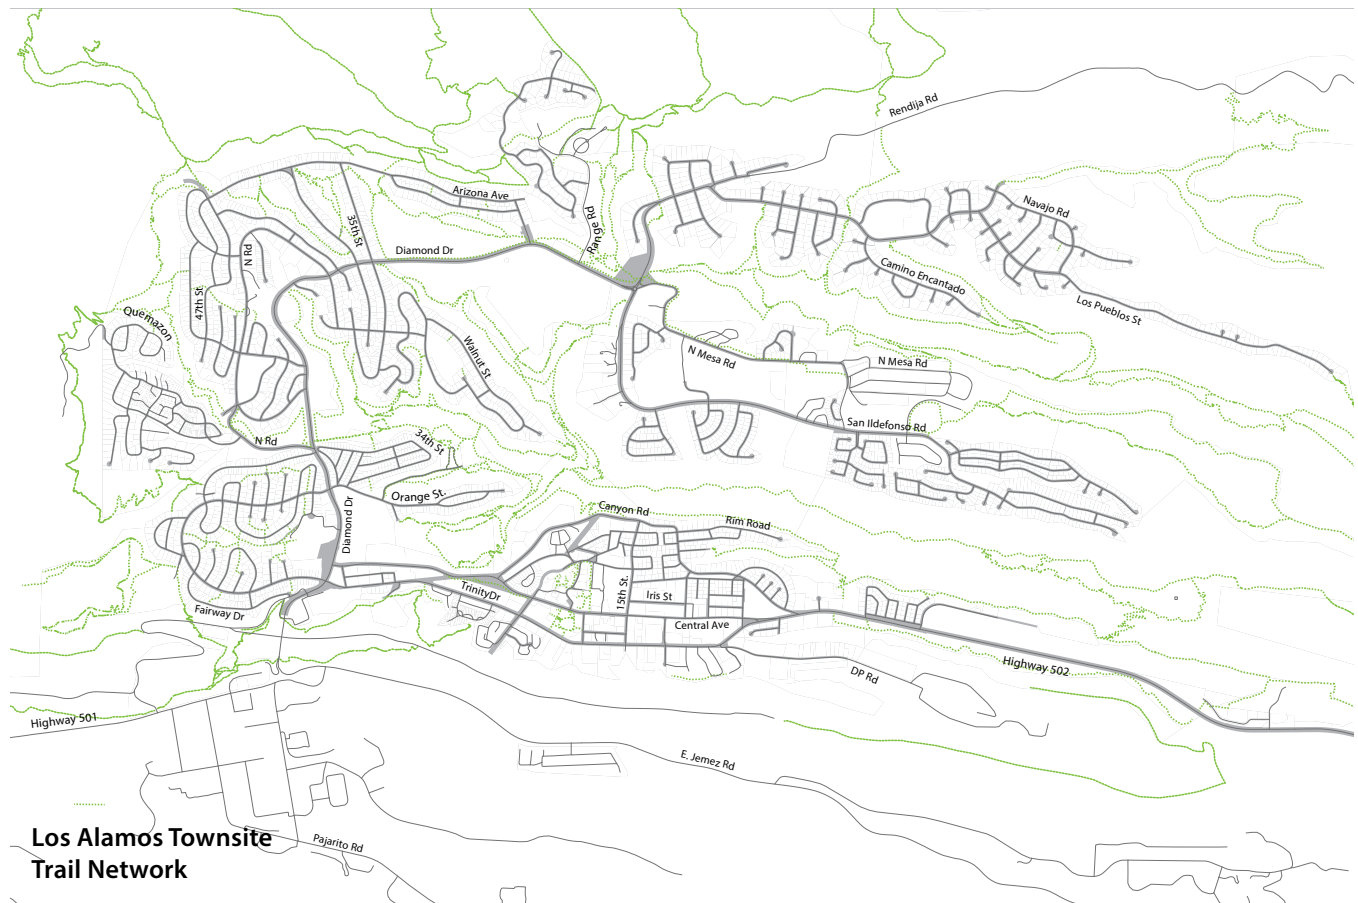 Rendija Rd
Arizona Ave
Navajo Rd
35th St
Range Rd
N Rd
Diamond Dr
Camino Encantado
47th St
Los Pueblos St
Quemazon
Walnut St
N Mesa Rd
N Mesa Rd
San Ildefonso Rd
34th St
N Rd
Orange St.
Diamond Dr
Canyon Rd
Rim Road
TrinityDr
15th St.
Iris St
Fairway Dr
Central Ave
Highway 502
DP Rd
Highway 501
E. Jemez Rd
Pajarito Rd
Los Alamos Townsite
Trail Network